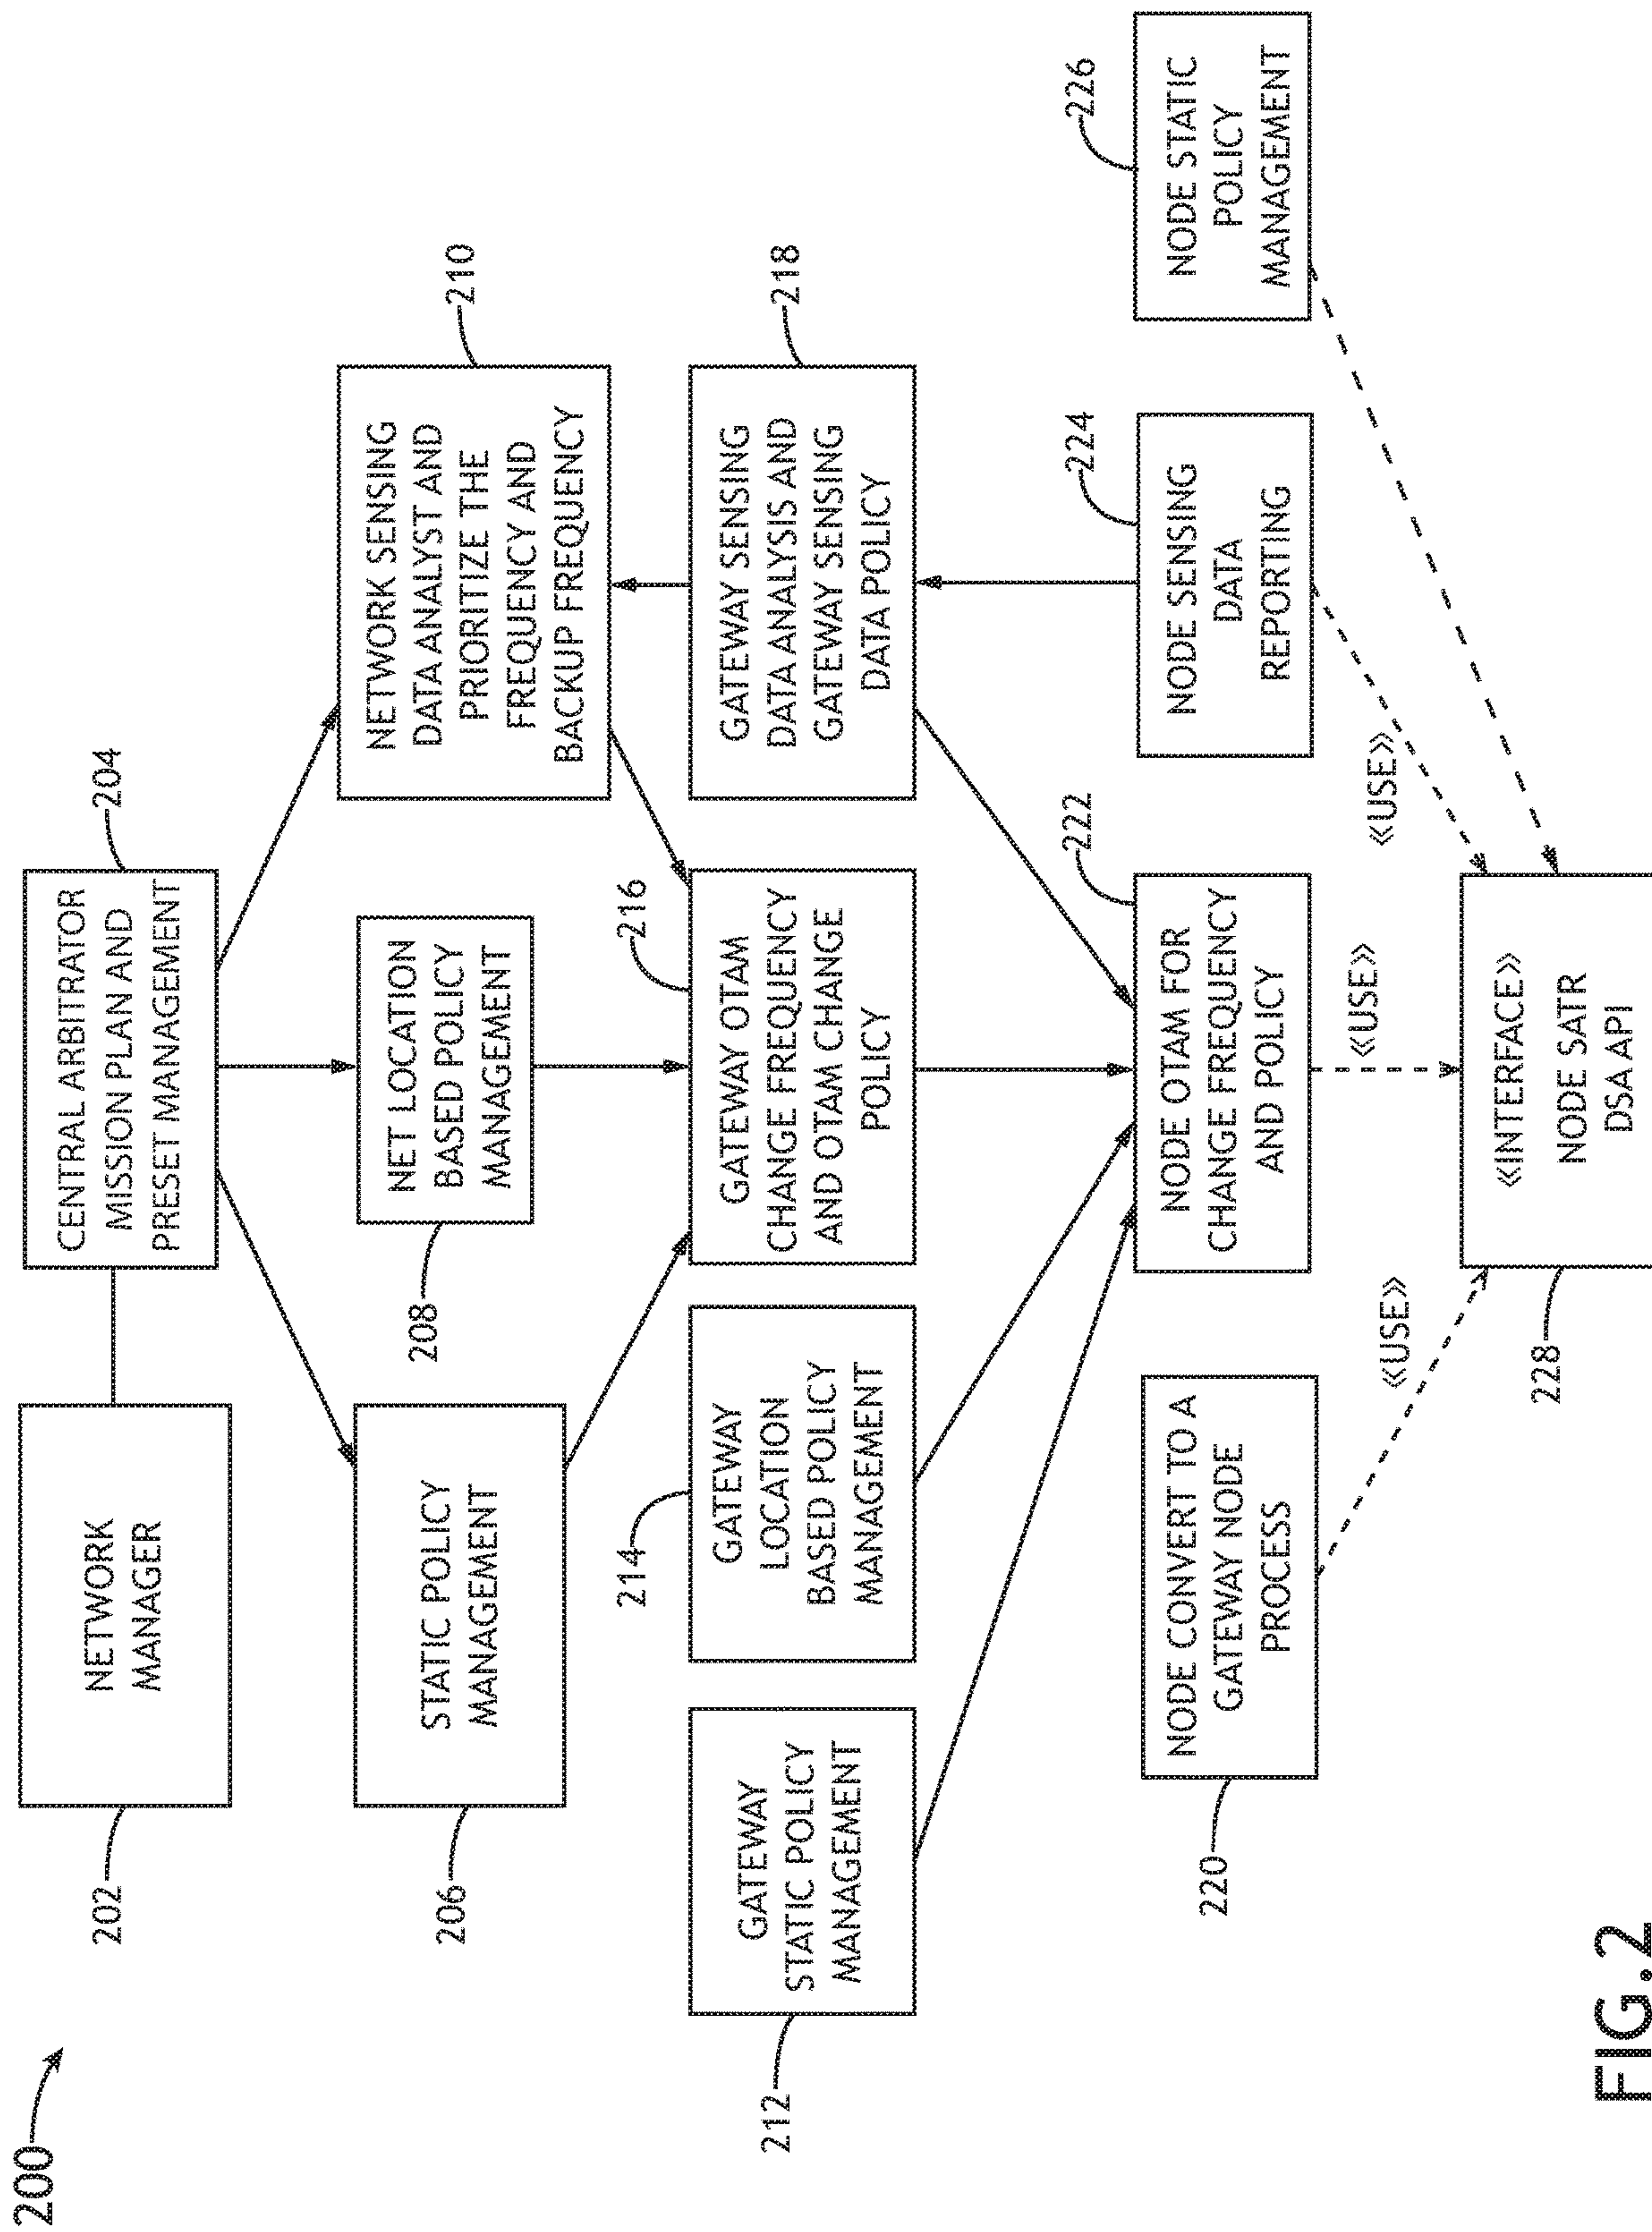 200
202
NETWORK
MANAGER
CENTRAL ARBITRATOR
MISSION PLAN AND
PRESET MANAGEMENT
204
206
STATIC POLICY
MANAGEMENT
208
NET LOCATION
BASED POLICY
MANAGEMENT
NETWORK SENSING
DATA ANALYST AND
PRIORITIZE THE
FREQUENCY AND
BACKUP FREQUENCY
210
212
GATEWAY
STATIC POLICY
MANAGEMENT
214
GATEWAY
LOCATION
BASED POLICY
MANAGEMENT
216
GATEWAY OTAM
CHANGE FREQUENCY
AND OTAM CHANGE
POLICY
GATEWAY SENSING
DATA ANALYSIS AND
GATEWAY SENSING
DATA POLICY
218
220
NODE CONVERT TO A
GATEWAY NODE
PROCESS
222
NODE OTAM FOR
CHANGE FREQUENCY
AND POLICY
224
NODE SENSING
DATA
REPORTING
226
NODE STATIC
POLICY
MANAGEMENT
«USE»
«USE»
«USE»
228
«INTERFACE»
NODE SATR
DSA API
FIG.2